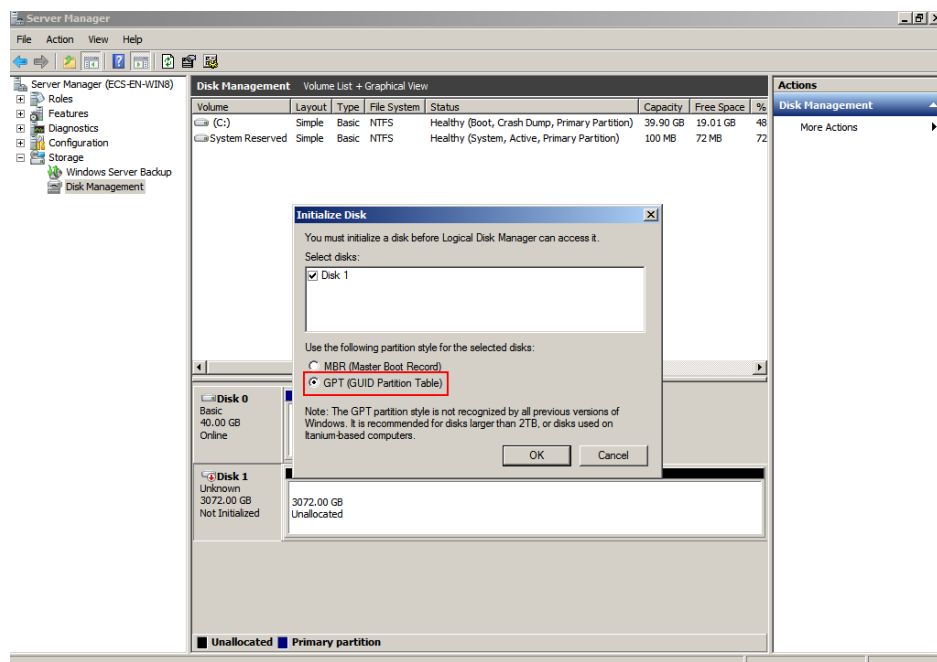 Server Manager
File Action View Help
Server Manager (ECS-EN-WIN8)
Roles
Features
Diagnostics
Configuration
Storage
Windows Server Backup
Disk Management
Disk Management Volume List + Graphical View
Volume Layout Type File System Status Capacity Free Space %
(C:) Simple Basic NTFS Healthy (Boot, Crash Dump, Primary Partition) 39.90 GB 19.01 GB 48
System Reserved Simple Basic NTFS Healthy (System, Active, Primary Partition) 100 MB 72 MB 72
Actions
Disk Management
More Actions
Initialize Disk
You must initialize a disk before Logical Disk Manager can access it.
Select disks:
Disk 1
Use the following partition style for the selected disks:
MBR (Master Boot Record)
GPT (GUID Partition Table)
Note: The GPT partition style is not recognized by all previous versions of
Windows. It is recommended for disks larger than 2TB, or disks used on
Itanium-based computers.
OK Cancel
Disk 0
Basic
40.00 GB
Online
Disk 1
Unknown
3072.00 GB
Not Initialized
3072.00 GB
Unallocated
Unallocated Primary partition